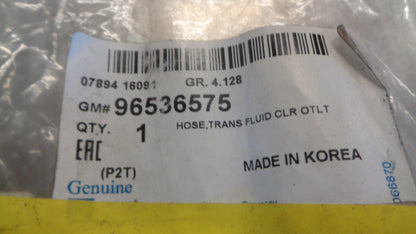 07894 16091 GR. 4.128
GM# 96536575
QTY. 1 HOSE,TRANS FLUID CLR OTLT
EAC
(P2T) MADE IN KOREA
Genuine
066870